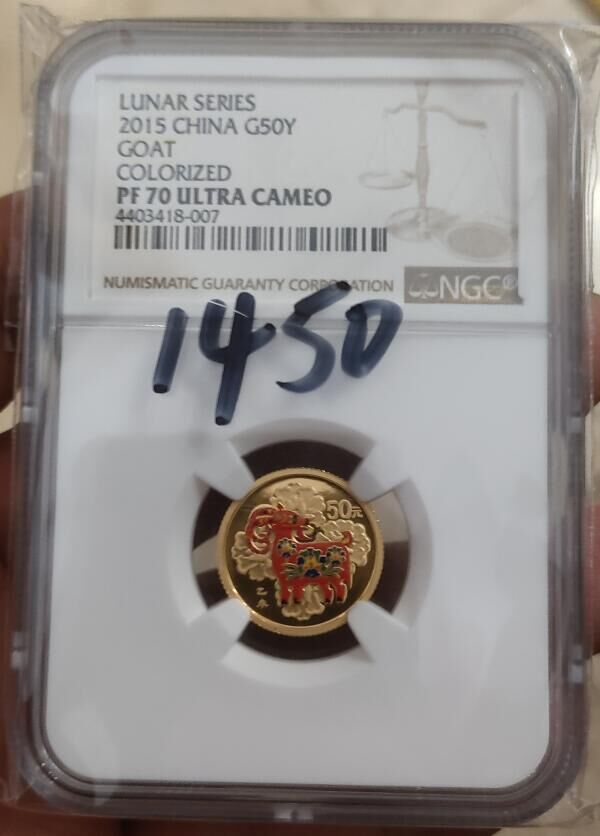 LUNAR SERIES
2015 CHINA G50Y
GOAT
COLORIZED
PF 70 ULTRA CAMEO
4403418-007
NUMISMATIC GUARANTY CORPORATION
NGC®
1450
50元
乙未